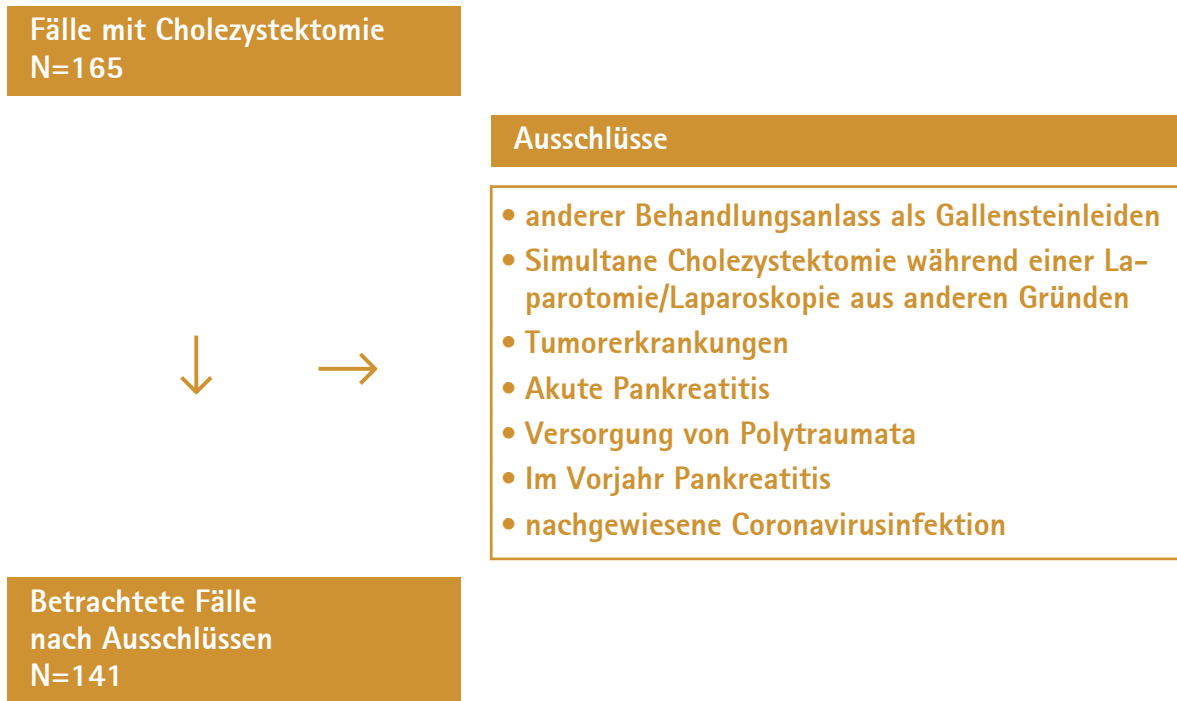 Fälle mit Cholezystektomie
N=165
Ausschlüsse
• anderer Behandlungsanlass als Gallensteinleiden
• Simultane Cholezystektomie während einer La-
parotomie/Laparoskopie aus anderen Gründen
• Tumorerkrankungen
• Akute Pankreatitis
• Versorgung von Polytraumata
• Im Vorjahr Pankreatitis
• nachgewiesene Coronavirusinfektion
Betrachtete Fälle
nach Ausschlüssen
N=141